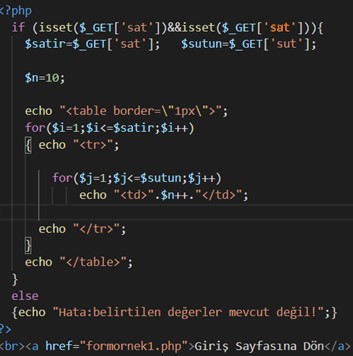 <?php
if (isset($_GET['sat'])&&isset($_GET['sat'])){
$satir=$_GET['sat']; $sutun=$_GET['sut'];
$n=10;
echo "<table border=\"1px\">";
for($i=1;$i<=$satir;$i++)
{ echo "<tr>";
for($j=1;$j<=$sutun;$j++)
echo "<td>".$n++."</td>";
echo "</tr>";
}
echo "</table>";
}
else
{echo "Hata:belirtilen değerler mevcut değil!";}
?>
<br><a href="formornek1.php">Giriş Sayfasına Dön</a>